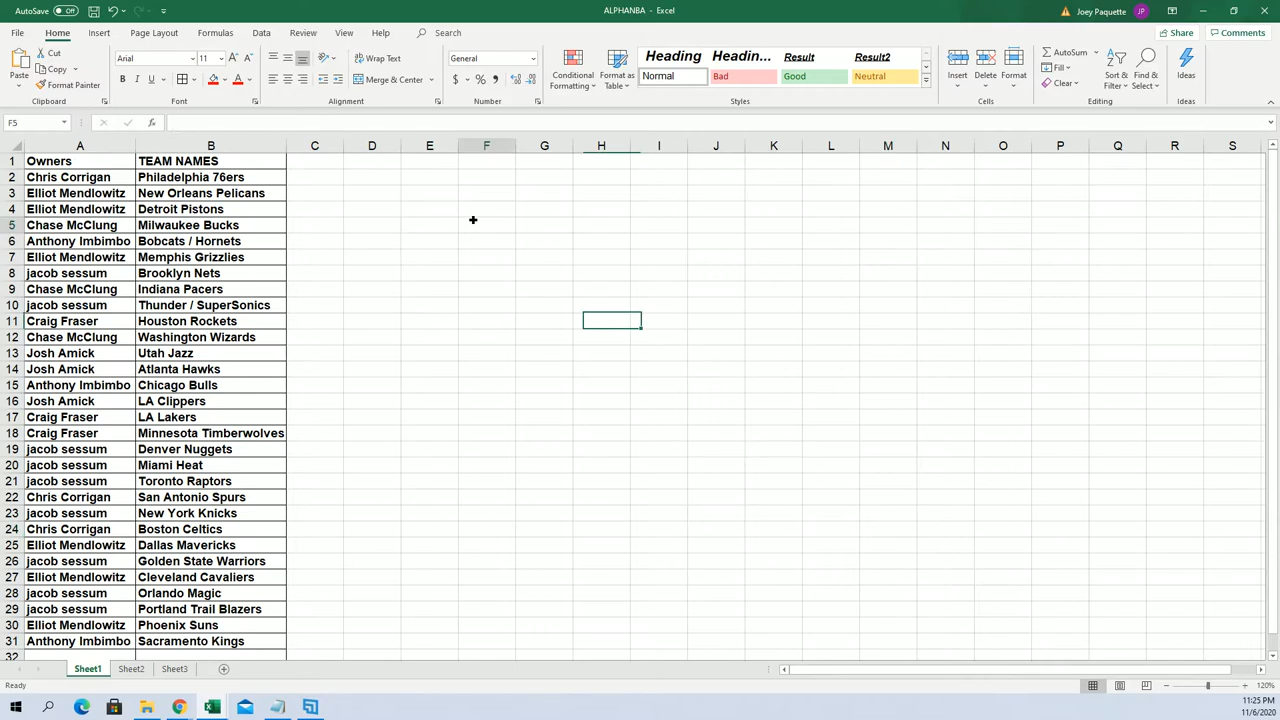 AutoSave Off
ALPHANBA - Excel
Joey Paquette JP
File Home Insert Page Layout Formulas Data Review View Help Search
Share Comments
Paste
Cut
Copy
Format Painter
Clipboard
Arial 11
B I U
Font
Wrap Text
Merge & Center
Alignment
General
$ % ,
Number
Conditional Formatting
Format as Table
Heading Headin... Result Result2
Normal Bad Good Neutral
Styles
Insert Delete Format
Cells
AutoSum
Fill
Clear
Sort & Filter
Find & Select
Editing
Ideas
Ideas
F5 fx
A B C D E F G H I J K L M N O P Q R S
1 Owners TEAM NAMES
2 Chris Corrigan Philadelphia 76ers
3 Elliot Mendlowitz New Orleans Pelicans
4 Elliot Mendlowitz Detroit Pistons
5 Chase McClung Milwaukee Bucks
6 Anthony Imbimbo Bobcats / Hornets
7 Elliot Mendlowitz Memphis Grizzlies
8 jacob sessum Brooklyn Nets
9 Chase McClung Indiana Pacers
10 jacob sessum Thunder / SuperSonics
11 Craig Fraser Houston Rockets
12 Chase McClung Washington Wizards
13 Josh Amick Utah Jazz
14 Josh Amick Atlanta Hawks
15 Anthony Imbimbo Chicago Bulls
16 Josh Amick LA Clippers
17 Craig Fraser LA Lakers
18 Craig Fraser Minnesota Timberwolves
19 jacob sessum Denver Nuggets
20 jacob sessum Miami Heat
21 jacob sessum Toronto Raptors
22 Chris Corrigan San Antonio Spurs
23 jacob sessum New York Knicks
24 Chris Corrigan Boston Celtics
25 Elliot Mendlowitz Dallas Mavericks
26 jacob sessum Golden State Warriors
27 Elliot Mendlowitz Cleveland Cavaliers
28 jacob sessum Orlando Magic
29 jacob sessum Portland Trail Blazers
30 Elliot Mendlowitz Phoenix Suns
31 Anthony Imbimbo Sacramento Kings
32
Sheet1 Sheet2 Sheet3
Ready
120%
11:25 PM
11/6/2020